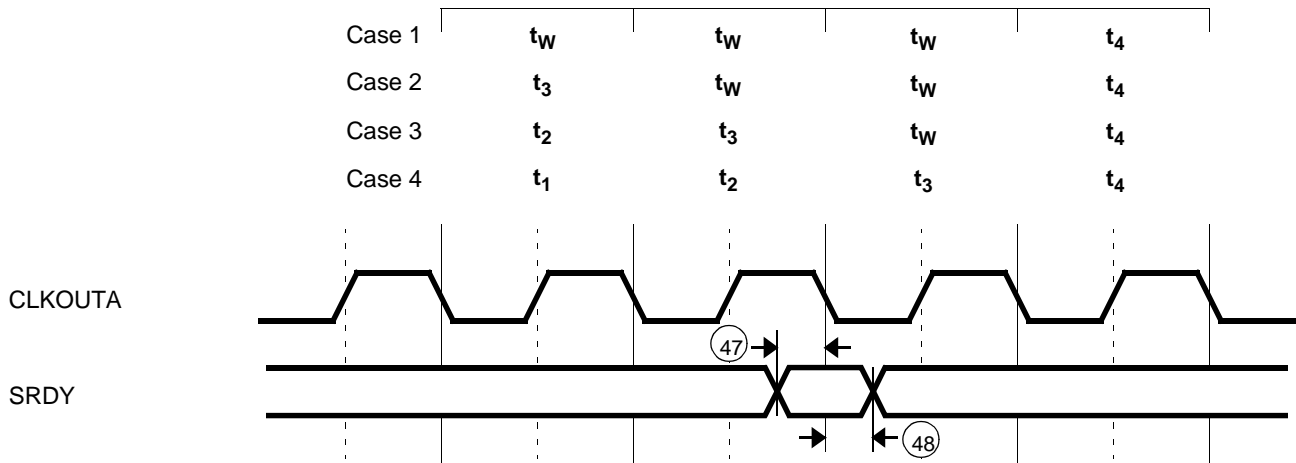 Case 1 tW tW tW t4
Case 2 t3 tW tW t4
Case 3 t2 t3 tW t4
Case 4 t1 t2 t3 t4
CLKOUTA
47
SRDY
48